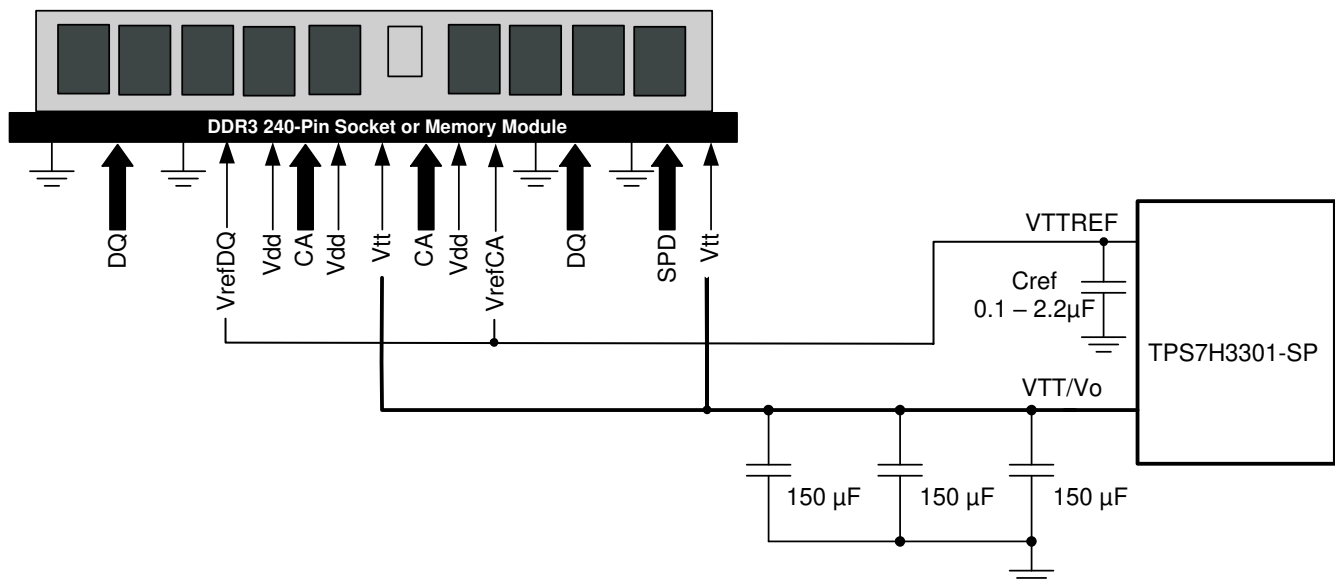 DDR3 240-Pin Socket or Memory Module
DQ
VrefDQ
Vdd
CA
Vdd
Vtt
CA
Vdd
VrefCA
DQ
SPD
Vtt
VTTREF
Cref
0.1 – 2.2µF
TPS7H3301-SP
VTT/Vo
150 µF
150 µF
150 µF